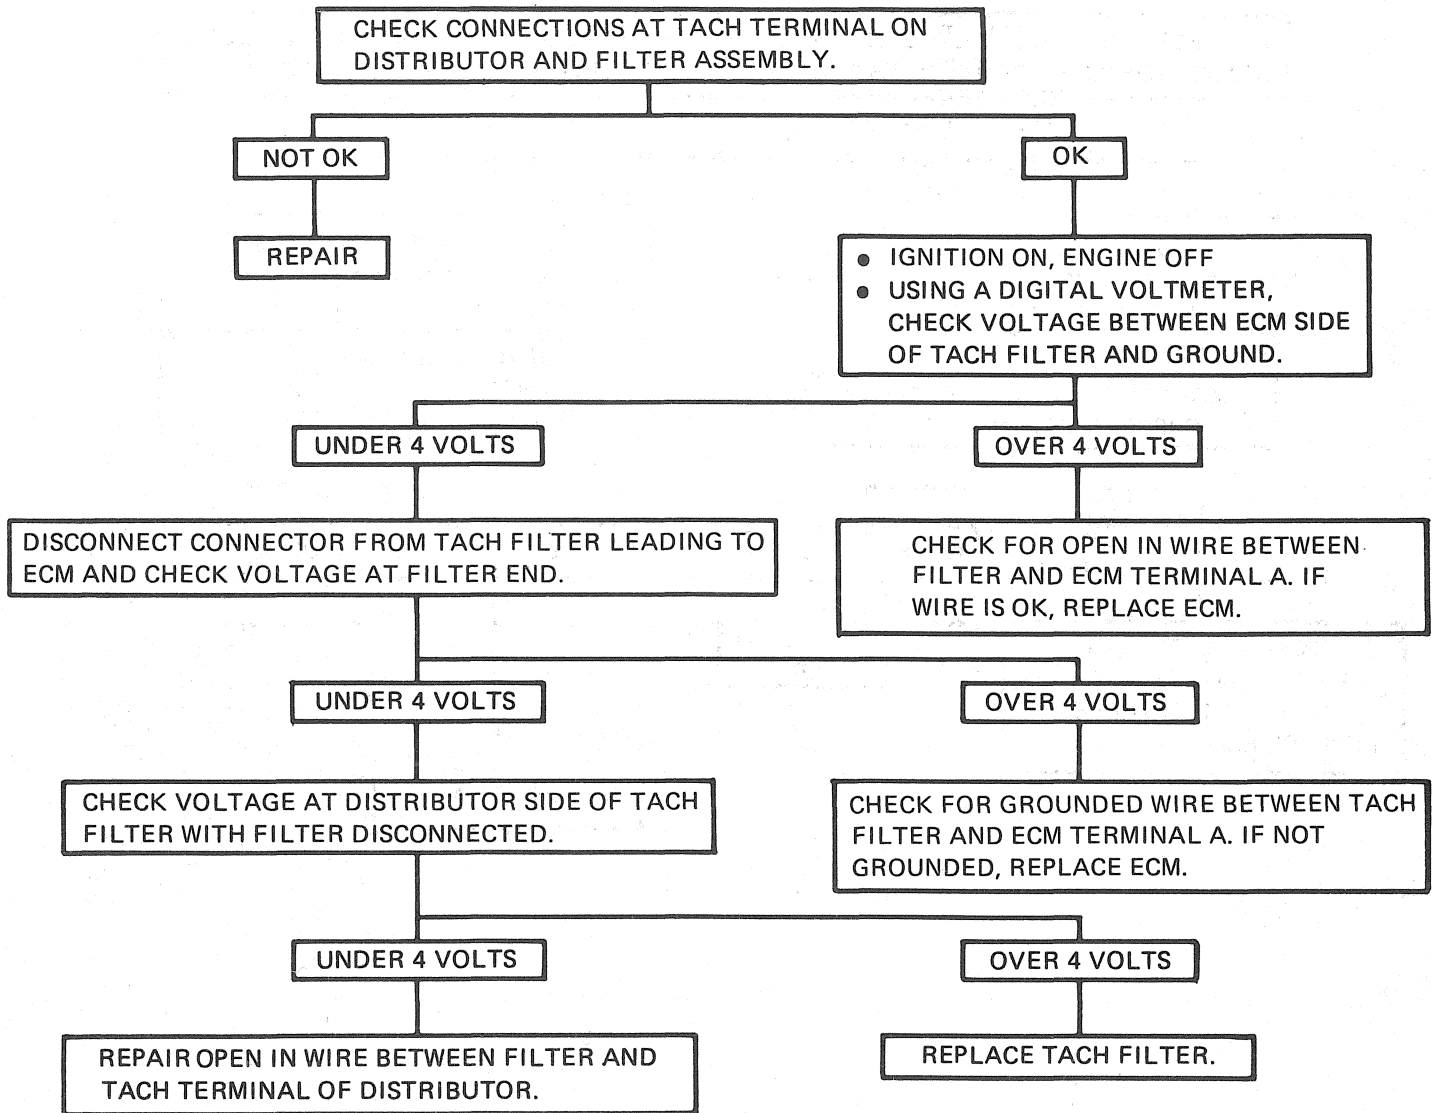 CHECK CONNECTIONS AT TACH TERMINAL ON
DISTRIBUTOR AND FILTER ASSEMBLY.
NOT OK
OK
REPAIR
● IGNITION ON, ENGINE OFF
● USING A DIGITAL VOLTMETER,
CHECK VOLTAGE BETWEEN ECM SIDE
OF TACH FILTER AND GROUND.
UNDER 4 VOLTS
OVER 4 VOLTS
DISCONNECT CONNECTOR FROM TACH FILTER LEADING TO
ECM AND CHECK VOLTAGE AT FILTER END.
CHECK FOR OPEN IN WIRE BETWEEN
FILTER AND ECM TERMINAL A. IF
WIRE IS OK, REPLACE ECM.
UNDER 4 VOLTS
OVER 4 VOLTS
CHECK VOLTAGE AT DISTRIBUTOR SIDE OF TACH
FILTER WITH FILTER DISCONNECTED.
CHECK FOR GROUNDED WIRE BETWEEN TACH
FILTER AND ECM TERMINAL A. IF NOT
GROUNDED, REPLACE ECM.
UNDER 4 VOLTS
OVER 4 VOLTS
REPAIR OPEN IN WIRE BETWEEN FILTER AND
TACH TERMINAL OF DISTRIBUTOR.
REPLACE TACH FILTER.